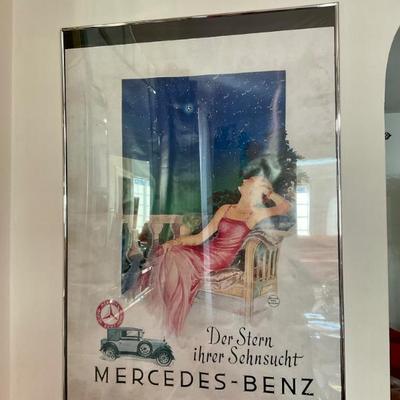 Der Stern
ihrer Sehnsucht
MERCEDES-BENZ